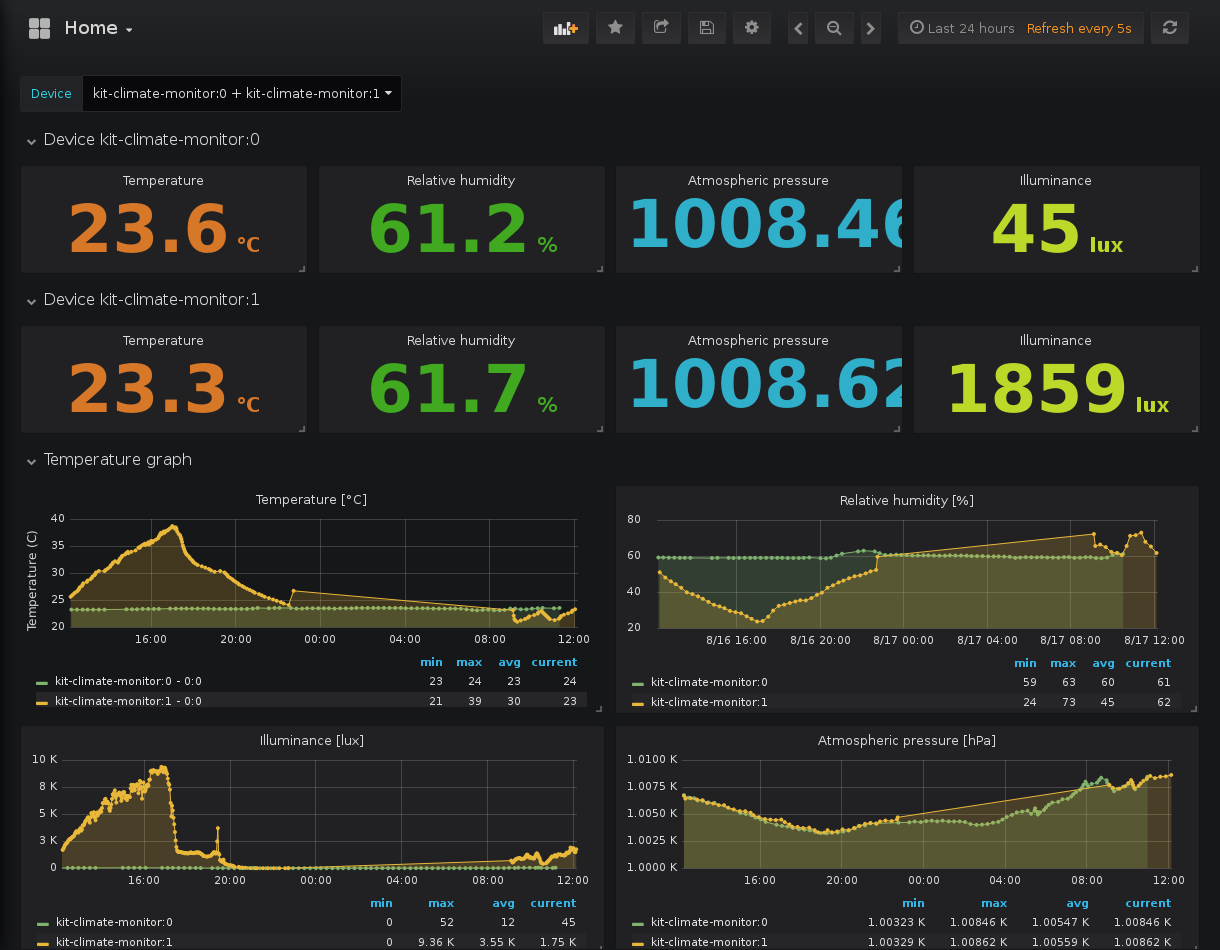 Home
Last 24 hours Refresh every 5s
Device kit-climate-monitor:0 + kit-climate-monitor:1
Device kit-climate-monitor:0
Temperature Relative humidity Atmospheric pressure Illuminance
23.6 °C 61.2 % 1008.46 45 lux
Device kit-climate-monitor:1
Temperature Relative humidity Atmospheric pressure Illuminance
23.3 °C 61.7 % 1008.62 1859 lux
Temperature graph
Temperature [°C]
Temperature (C)
40
35
30
25
20
16:00 20:00 00:00 04:00 08:00 12:00
min max avg current
kit-climate-monitor:0 - 0:0 23 24 23 24
kit-climate-monitor:1 - 0:0 21 39 30 23
Relative humidity [%]
80
60
40
20
8/16 16:00 8/16 20:00 8/17 00:00 8/17 04:00 8/17 08:00 8/17 12:00
min max avg current
kit-climate-monitor:0 59 63 60 61
kit-climate-monitor:1 24 73 45 62
Illuminance [lux]
10 K
8 K
5 K
3 K
0
16:00 20:00 00:00 04:00 08:00 12:00
min max avg current
kit-climate-monitor:0 0 52 12 45
kit-climate-monitor:1 0 9.36 K 3.55 K 1.75 K
Atmospheric pressure [hPa]
1.0100 K
1.0075 K
1.0050 K
1.0025 K
1.0000 K
16:00 20:00 00:00 04:00 08:00 12:00
min max avg current
kit-climate-monitor:0 1.00323 K 1.00846 K 1.00547 K 1.00846 K
kit-climate-monitor:1 1.00329 K 1.00862 K 1.00559 K 1.00862 K